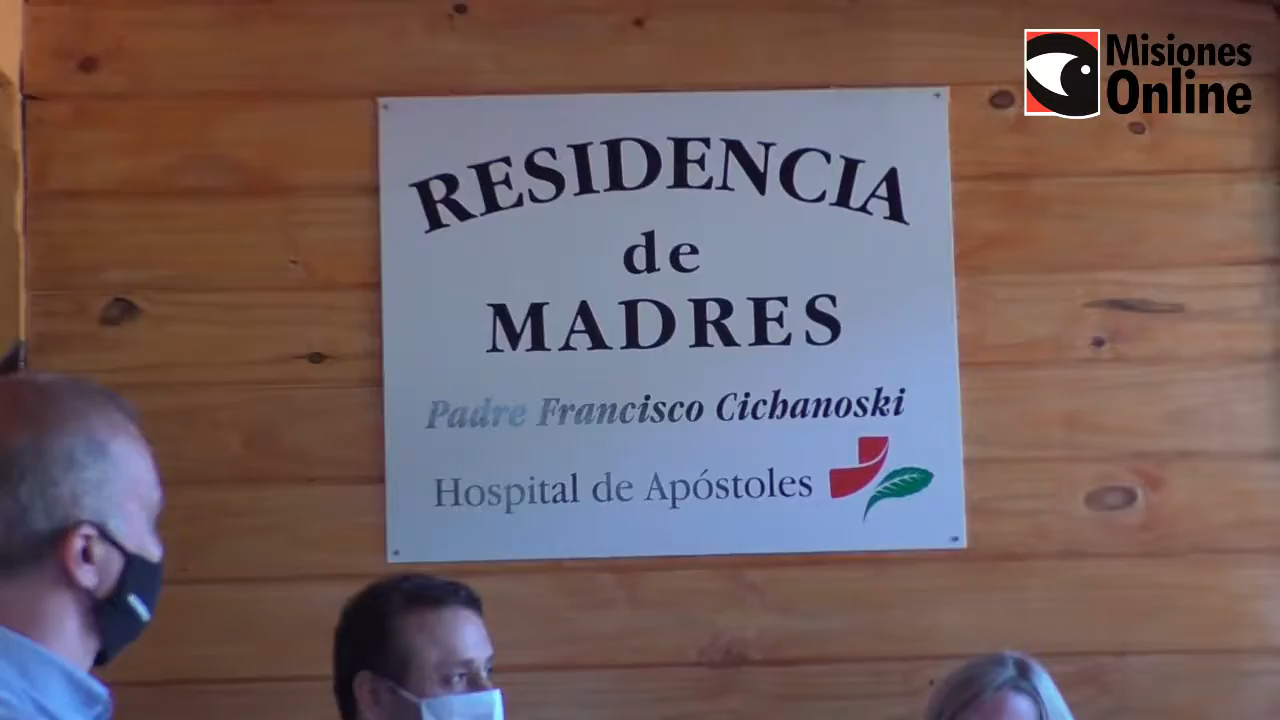 Misiones
Online
RESIDENCIA
de
MADRES
Padre Francisco Cichanoski
Hospital de Apóstoles